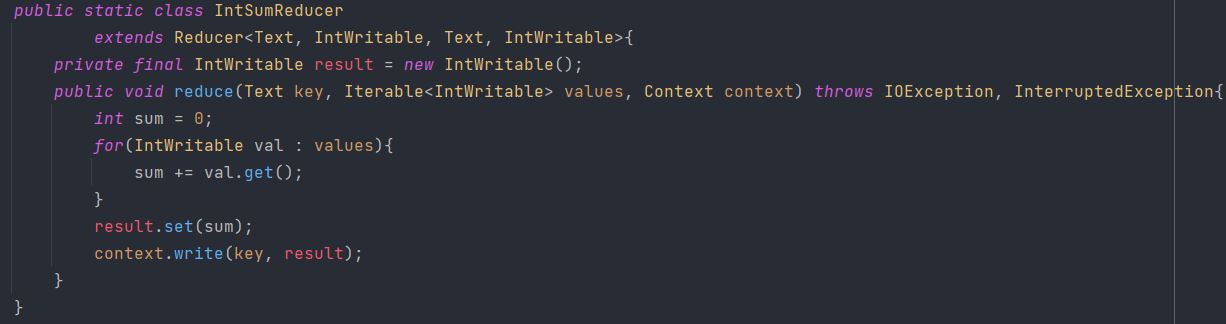 public static class IntSumReducer
        extends Reducer<Text, IntWritable, Text, IntWritable>{
    private final IntWritable result = new IntWritable();
    public void reduce(Text key, Iterable<IntWritable> values, Context context) throws IOException, InterruptedException{
        int sum = 0;
        for(IntWritable val : values){
            sum += val.get();
        }
        result.set(sum);
        context.write(key, result);
    }
}